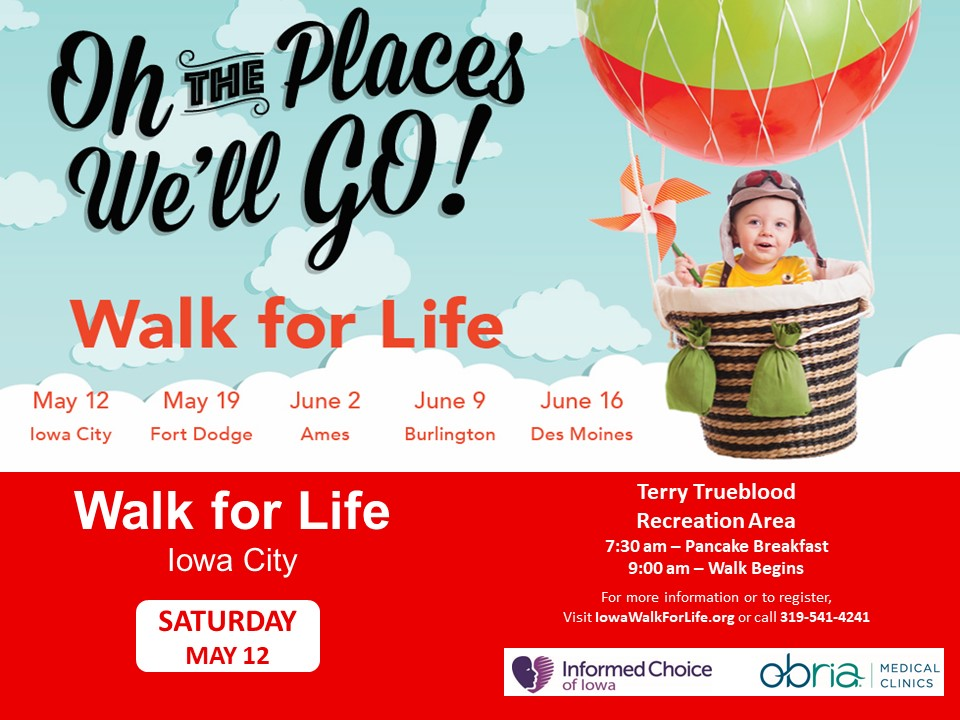 Oh THE Places
We'll GO!
Walk for Life
May 12 May 19 June 2 June 9 June 16
Iowa City Fort Dodge Ames Burlington Des Moines
Walk for Life
Iowa City
SATURDAY
MAY 12
Terry Trueblood
Recreation Area
7:30 am – Pancake Breakfast
9:00 am – Walk Begins
For more information or to register,
Visit IowaWalkForLife.org or call 319-541-4241
Informed Choice
of Iowa
obria
MEDICAL
CLINICS